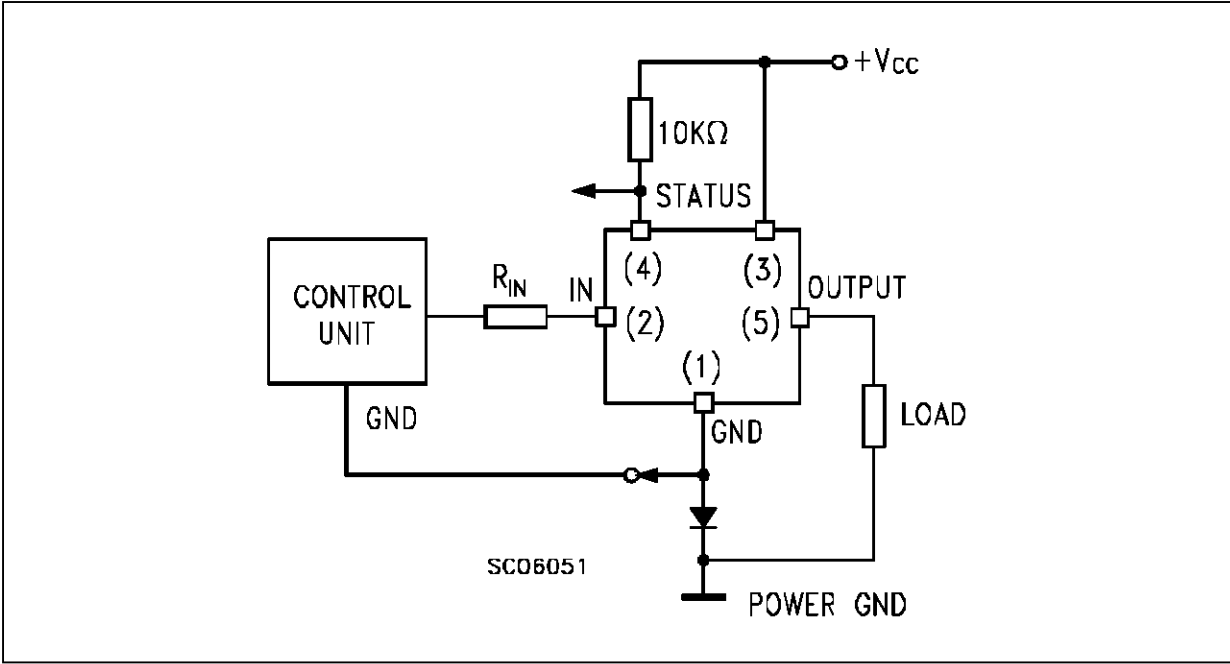 +Vcc
10KΩ
STATUS
(4)
(3)
CONTROL
UNIT
RIN
IN
(2)
(5)
OUTPUT
(1)
GND
GND
LOAD
SC06051
POWER GND